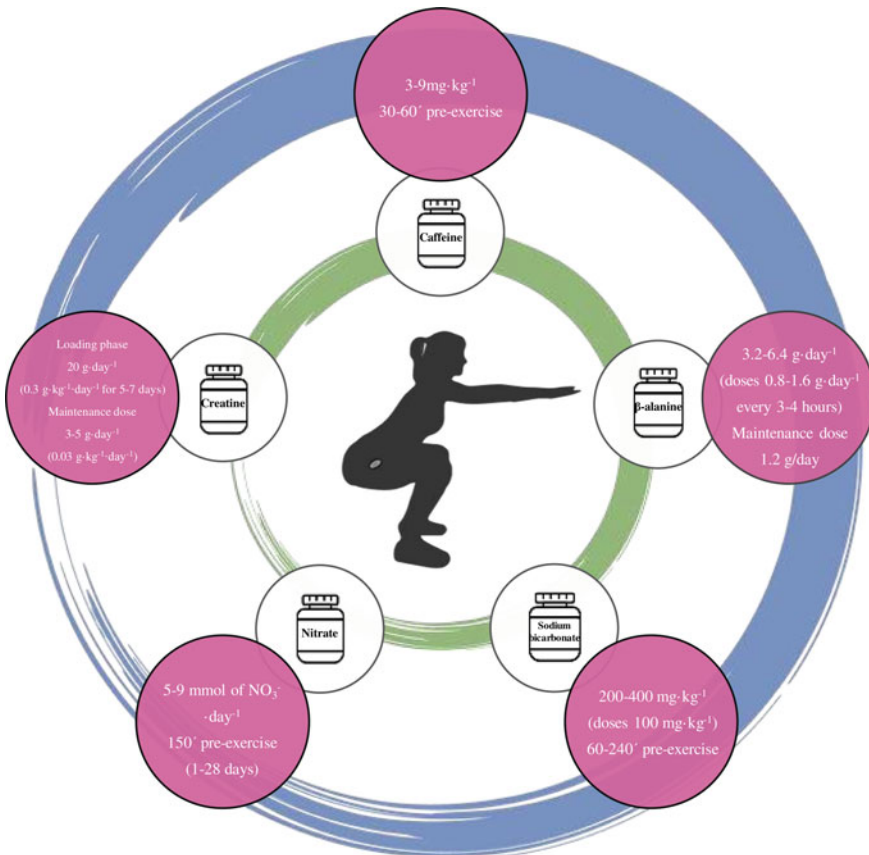 3-9mg·kg⁻¹
30-60´ pre-exercise
Caffeine
Loading phase
20 g·day⁻¹
(0.3 g·kg⁻¹·day⁻¹ for 5-7 days)
Maintenance dose
3-5 g·day⁻¹
(0.03 g·kg⁻¹·day⁻¹)
Creatine
β-alanine
3.2-6.4 g·day⁻¹
(doses 0.8-1.6 g·day⁻¹
every 3-4 hours)
Maintenance dose
1.2 g/day
Nitrate
5-9 mmol of NO₃⁻
·day⁻¹
150´ pre-exercise
(1-28 days)
Sodium
bicarbonate
200-400 mg·kg⁻¹
(doses 100 mg·kg⁻¹)
60-240´ pre-exercise